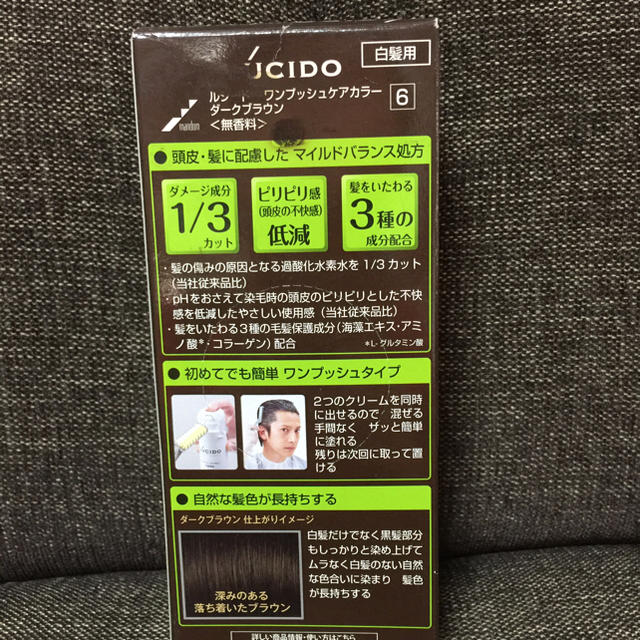 UCIDO
白髪用
ワンプッシュケアカラー
6
ダークブラウン
<無香料>
mandom
● 頭皮・髪に配慮した マイルドバランス処方
ダメージ成分
1/3
カット
ピリピリ感
(頭皮の不快感)
低減
髪をいたわる
3種の
成分配合
・髪の傷みの原因となる過酸化水素水を1/3カット
(当社従来品比)
・pHをおさえて染毛時の頭皮のピリピリとした不快
感を低減したやさしい使用感(当社従来品比)
・髪をいたわる3種の毛髪保護成分(海藻エキス・アミ
ノ酸*・コラーゲン)配合
*L-グルタミン酸
● 初めてでも簡単 ワンプッシュタイプ
UCIDO
2つのクリームを同時
に出せるので 混ぜる
手間なく サッと簡単
に塗れる
残りは次回に取って置
ける
● 自然な髪色が長持ちする
ダークブラウン 仕上がりイメージ
深みのある
落ち着いたブラウン
白髪だけでなく黒髪部分
もしっかりと染め上げて
ムラなく白髪のない自然
な色合いに染まり 髪色
が長持ちする
詳しい商品情報・使い方はこちら